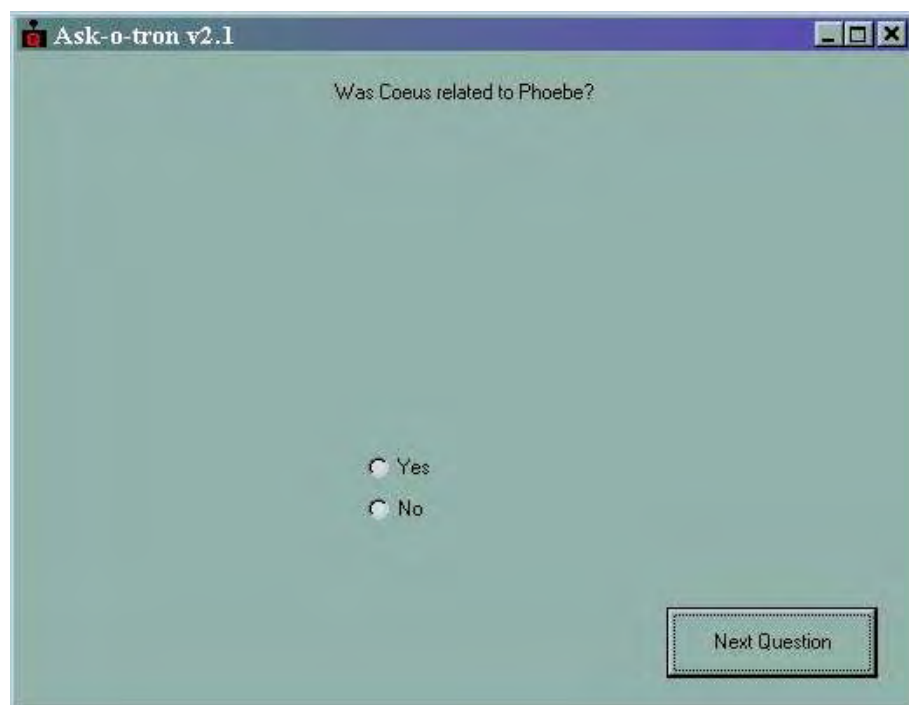 Ask-o-tron v2.1
Was Coeus related to Phoebe?
Yes
No
Next Question